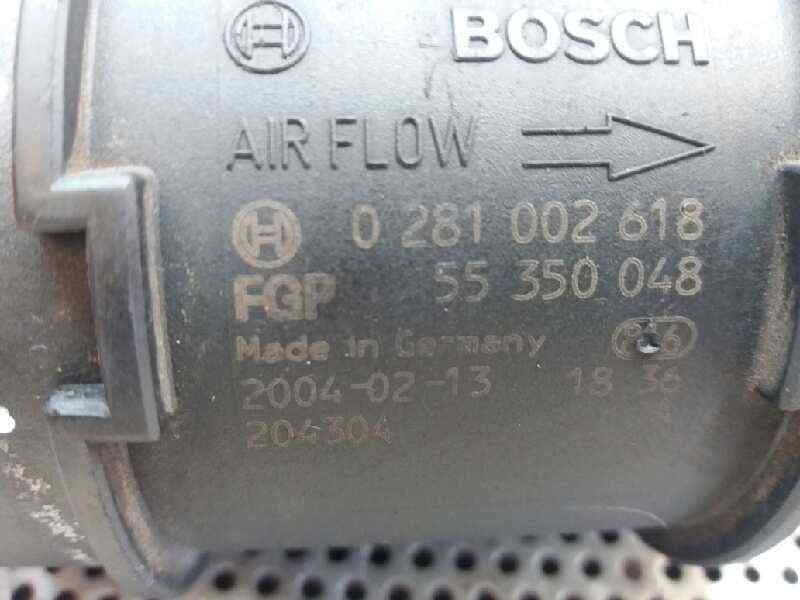 BOSCH
AIR FLOW
0 281 002 618
FGP 55 350 048
Made in Germany
2004-02-13 18 36
204304